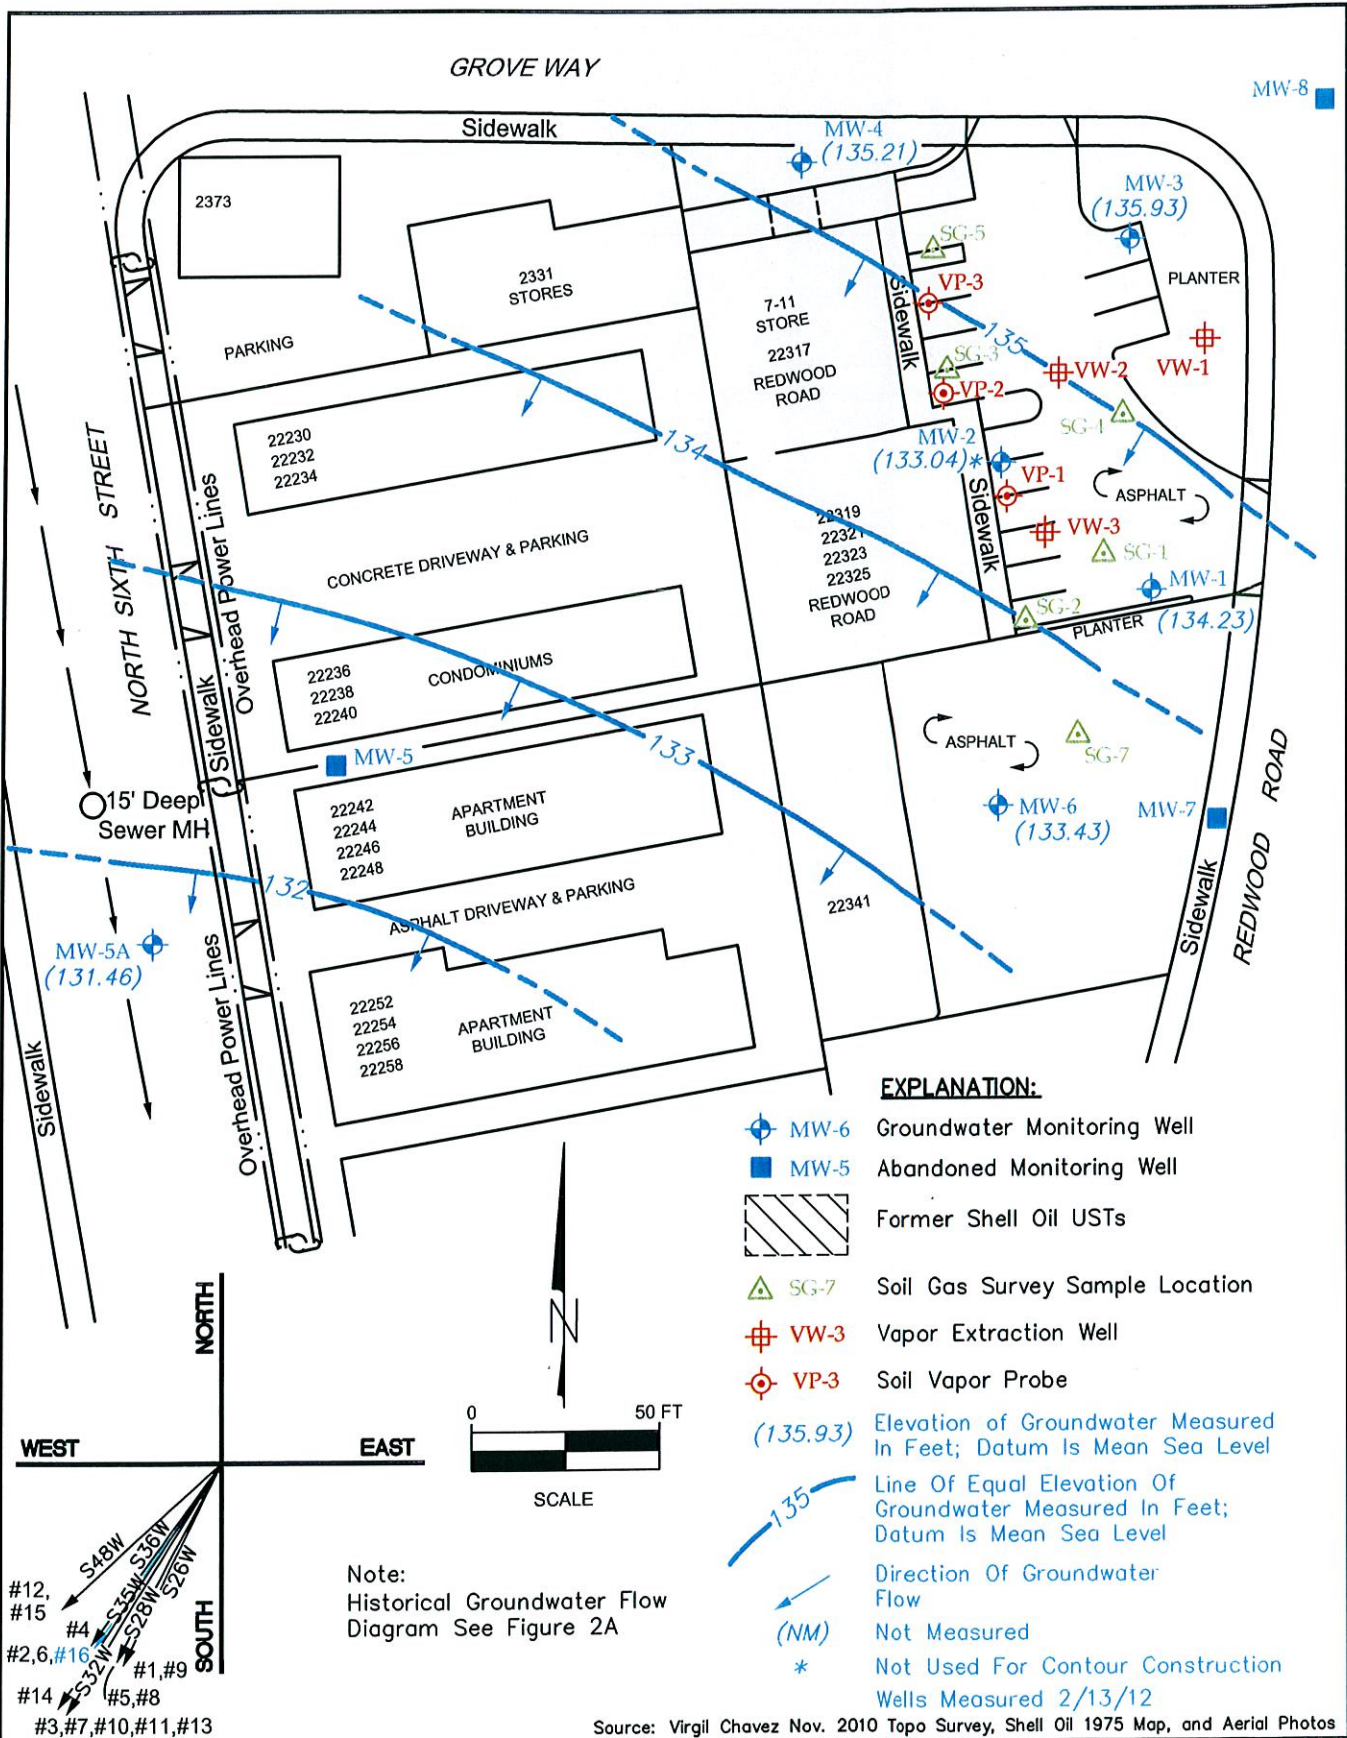 GROVE WAY
MW-8
Sidewalk
MW-4
(135.21)
2373
MW-3
(135.93)
SG-5
2331
STORES
PLANTER
VP-3
7-11
STORE
Sidewalk
PARKING
135
22317
SG-3
VW-2
VW-1
REDWOOD
ROAD
VP-2
SG-4
22230
22232
22234
134
MW-2
(133.04)*
VP-1
ASPHALT
NORTH SIXTH STREET
Overhead Power Lines
Sidewalk
22319
22321
22323
22325
REDWOOD
ROAD
VW-3
SG-1
CONCRETE DRIVEWAY & PARKING
MW-1
(134.23)
SG-2
PLANTER
22236
22238
22240
CONDOMINIUMS
Sidewalk
133
MW-5
ASPHALT
SG-7
15' Deep
Sewer MH
22242
22244
22246
22248
APARTMENT
BUILDING
MW-6
(133.43)
MW-7
REDWOOD ROAD
132
ASPHALT DRIVEWAY & PARKING
22341
Sidewalk
MW-5A
(131.46)
Overhead Power Lines
22252
22254
22256
22258
APARTMENT
BUILDING
Sidewalk
EXPLANATION:
MW-6 Groundwater Monitoring Well
MW-5 Abandoned Monitoring Well
Former Shell Oil USTs
SG-7 Soil Gas Survey Sample Location
VW-3 Vapor Extraction Well
VP-3 Soil Vapor Probe
(135.93) Elevation of Groundwater Measured
In Feet; Datum Is Mean Sea Level
135 Line Of Equal Elevation Of
Groundwater Measured In Feet;
Datum Is Mean Sea Level
Direction Of Groundwater
Flow
(NM) Not Measured
* Not Used For Contour Construction
Wells Measured 2/13/12
N
0 50 FT
SCALE
NORTH
WEST EAST
SOUTH
S48W
S36W
S35W
S26W
S28W
S32W
#12,
#15
#4
#2,6,#16
#1,#9
#14
#5,#8
#3,#7,#10,#11,#13
Note:
Historical Groundwater Flow
Diagram See Figure 2A
Source: Virgil Chavez Nov. 2010 Topo Survey, Shell Oil 1975 Map, and Aerial Photos